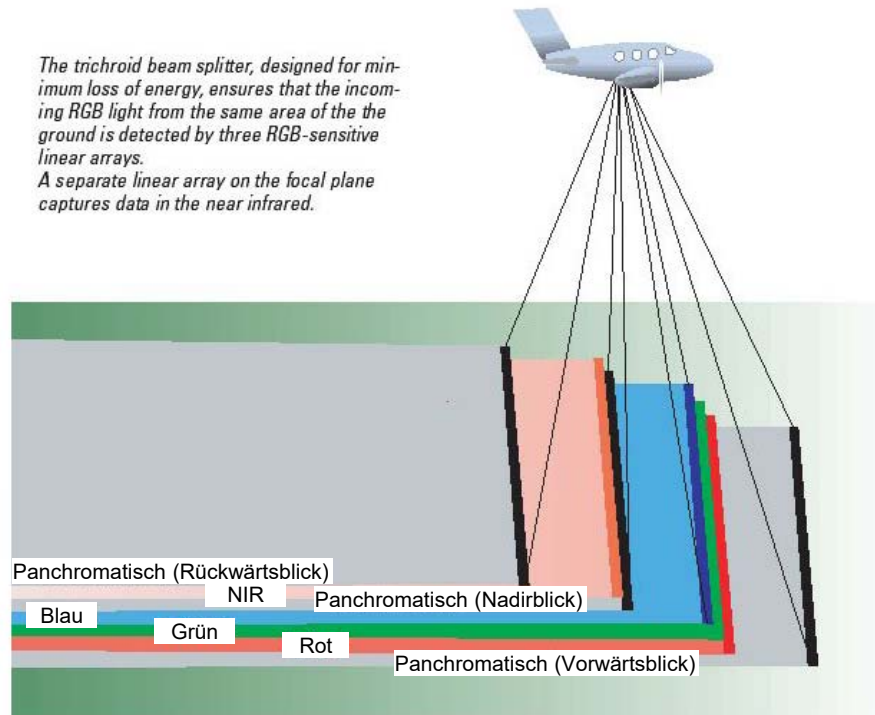 The trichroid beam splitter, designed for min-
imum loss of energy, ensures that the incom-
ing RGB light from the same area of the the
ground is detected by three RGB-sensitive
linear arrays.
A separate linear array on the focal plane
captures data in the near infrared.
Panchromatisch (Rückwärtsblick)
NIR
Panchromatisch (Nadirblick)
Blau
Grün
Rot
Panchromatisch (Vorwärtsblick)